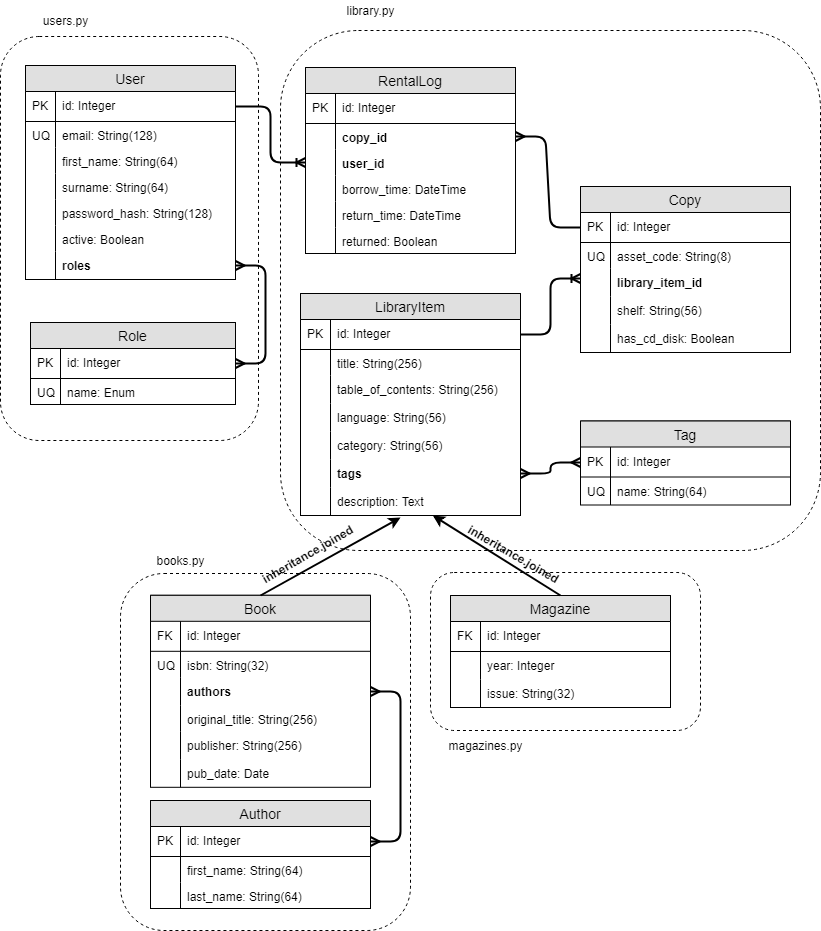 users.py
library.py
User
PK id: Integer
UQ email: String(128)
first_name: String(64)
surname: String(64)
password_hash: String(128)
active: Boolean
roles
Role
PK id: Integer
UQ name: Enum
RentalLog
PK id: Integer
copy_id
user_id
borrow_time: DateTime
return_time: DateTime
returned: Boolean
Copy
PK id: Integer
UQ asset_code: String(8)
library_item_id
shelf: String(56)
has_cd_disk: Boolean
LibraryItem
PK id: Integer
title: String(256)
table_of_contents: String(256)
language: String(56)
category: String(56)
tags
description: Text
Tag
PK id: Integer
UQ name: String(64)
inheritance.joined
inheritance.joined
books.py
Book
FK id: Integer
UQ isbn: String(32)
authors
original_title: String(256)
publisher: String(256)
pub_date: Date
Author
PK id: Integer
first_name: String(64)
last_name: String(64)
Magazine
FK id: Integer
year: Integer
issue: String(32)
magazines.py